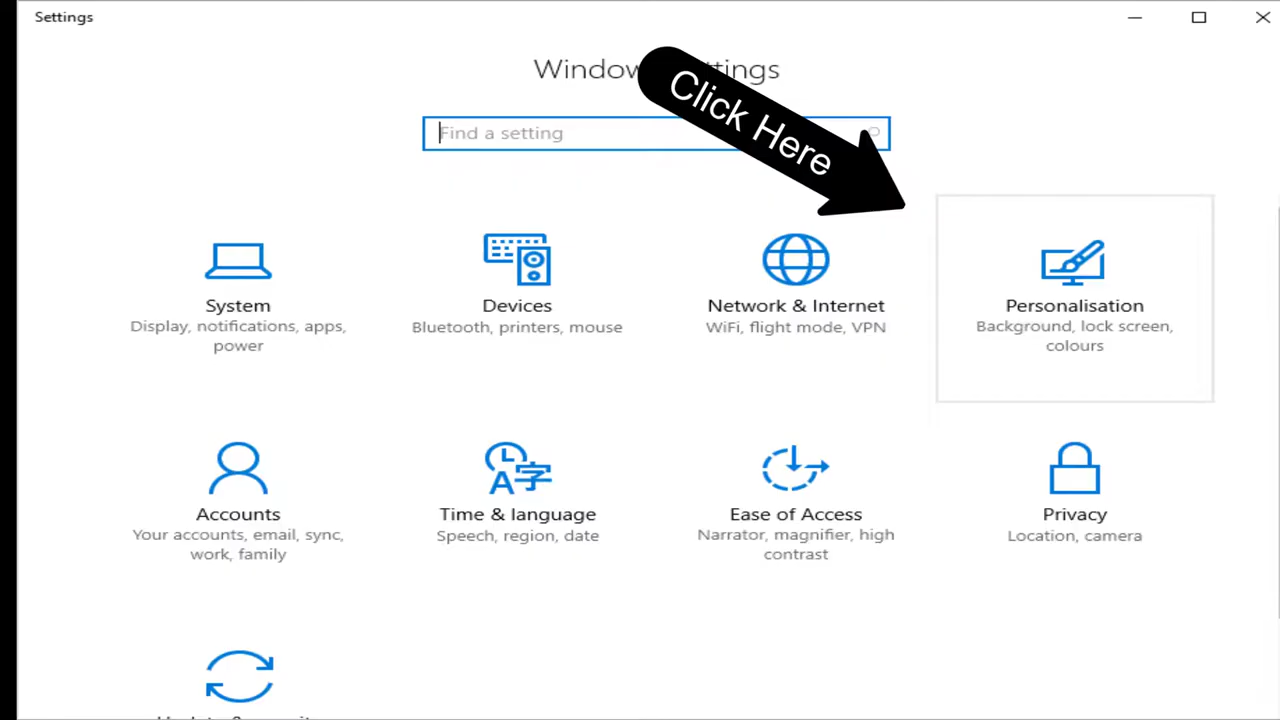 Settings
Windo ttings
Click Here
Find a setting
System
Display, notifications, apps,
power
Devices
Bluetooth, printers, mouse
Network & Internet
WiFi, flight mode, VPN
Personalisation
Background, lock screen,
colours
Accounts
Your accounts, email, sync,
work, family
Time & language
Speech, region, date
Ease of Access
Narrator, magnifier, high
contrast
Privacy
Location, camera